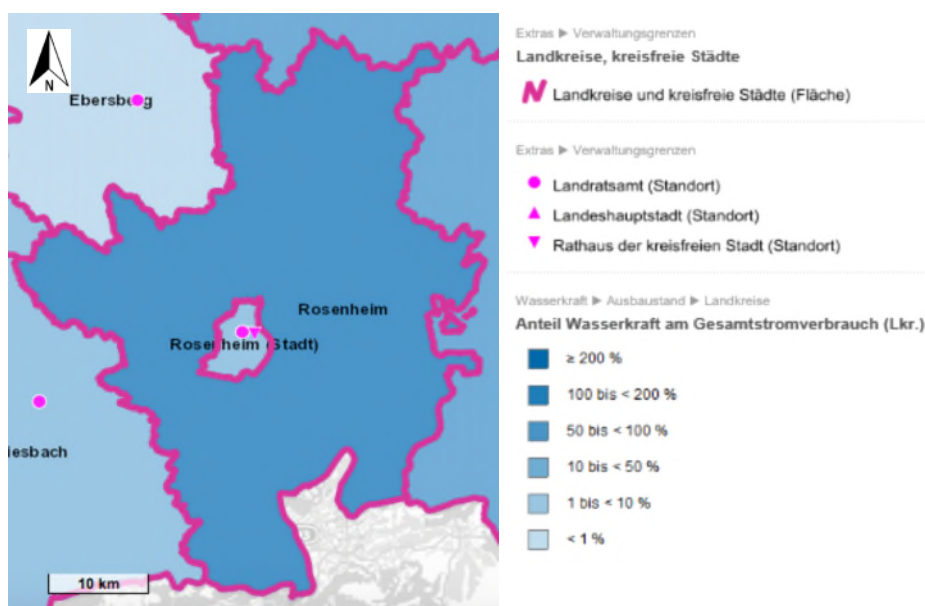 N
Ebersberg
Rosenheim
Rosenheim (Stadt)
iesbach
10 km
Extras ▶ Verwaltungsgrenzen
Landkreise, kreisfreie Städte
Landkreise und kreisfreie Städte (Fläche)
Extras ▶ Verwaltungsgrenzen
Landratsamt (Standort)
Landeshauptstadt (Standort)
Rathaus der kreisfreien Stadt (Standort)
Wasserkraft ▶ Ausbaustand ▶ Landkreise
Anteil Wasserkraft am Gesamtstromverbrauch (Lkr.)
≥ 200 %
100 bis < 200 %
50 bis < 100 %
10 bis < 50 %
1 bis < 10 %
< 1 %